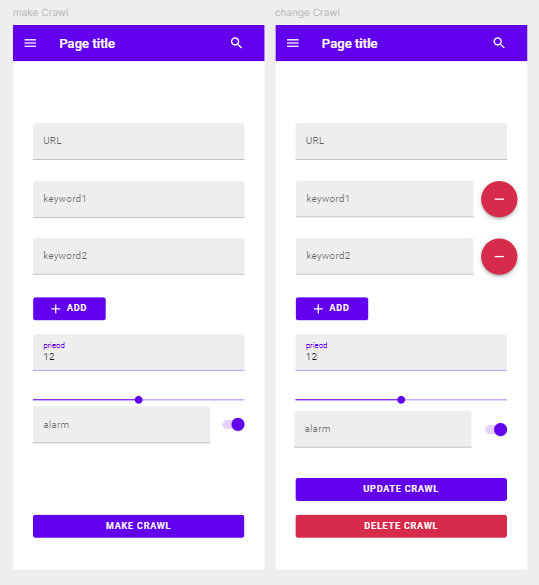 make Crawl
Page title
URL
keyword1
keyword2
ADD
prieod
12
alarm
MAKE CRAWL
change Crawl
Page title
URL
keyword1
keyword2
ADD
prieod
12
alarm
UPDATE CRAWL
DELETE CRAWL